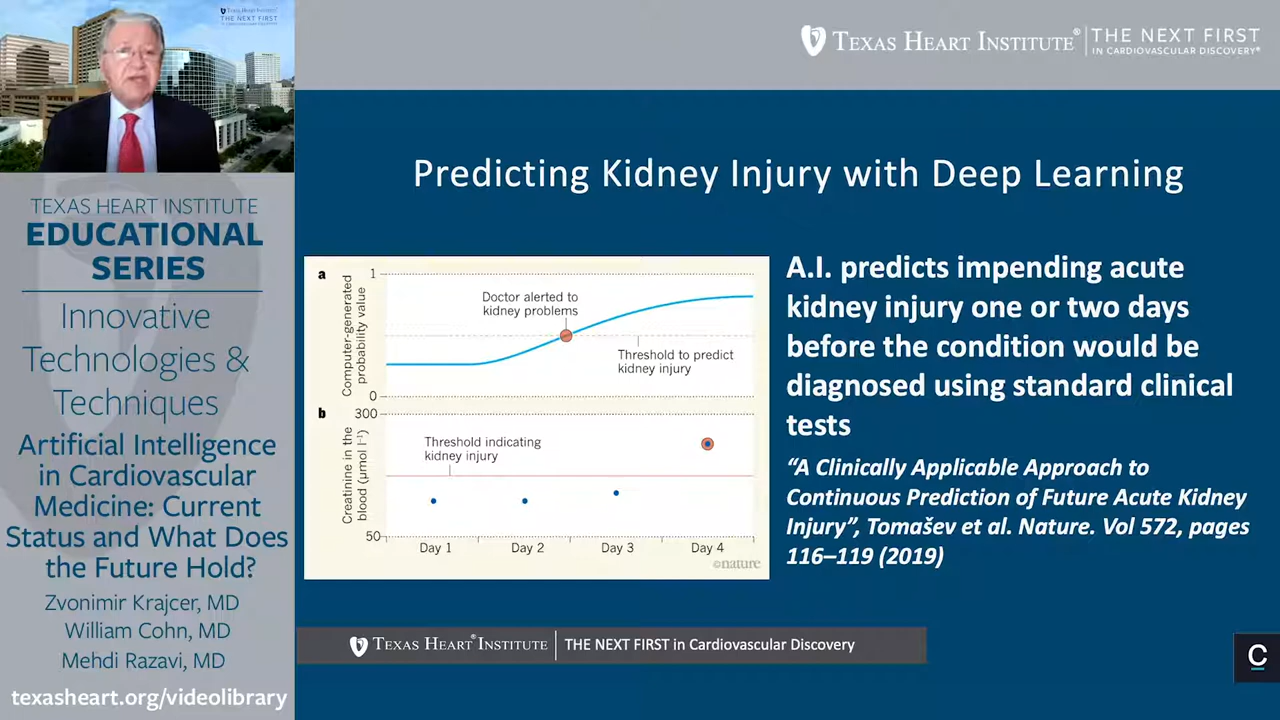 TEXAS HEART INSTITUTE®
THE NEXT FIRST
IN CARDIOVASCULAR DISCOVERY®
TEXAS HEART INSTITUTE®
THE NEXT FIRST
TEXAS HEART INSTITUTE
EDUCATIONAL
SERIES
Innovative
Technologies &
Techniques
Artificial Intelligence
in Cardiovascular
Medicine: Current
Status and What Does
the Future Hold?
Zvonimir Krajcer, MD
William Cohn, MD
Mehdi Razavi, MD
texasheart.org/videolibrary
Predicting Kidney Injury with Deep Learning
a
Computer-generated
probability value
1
0
Doctor alerted to
kidney problems
Threshold to predict
kidney injury
b
Creatinine in the
blood (μmol l⁻¹)
300
50
Threshold indicating
kidney injury
Day 1
Day 2
Day 3
Day 4
©nature
A.I. predicts impending acute
kidney injury one or two days
before the condition would be
diagnosed using standard clinical
tests
“A Clinically Applicable Approach to
Continuous Prediction of Future Acute Kidney
Injury”, Tomašev et al. Nature. Vol 572, pages
116–119 (2019)
TEXAS HEART® INSTITUTE
THE NEXT FIRST in Cardiovascular Discovery
C